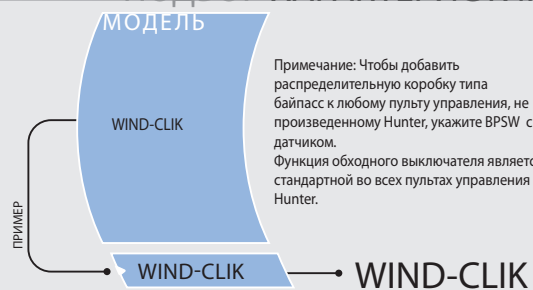 МОДЕЛЬ
WIND-CLIK
Примечание: Чтобы добавить
распределительную коробку типа
байпасс к любому пульту управления, не
произведенному Hunter, укажите BPSW с
датчиком.
Функция обходного выключателя является
стандартной во всех пультах управления
Hunter.
ПРИМЕР
WIND-CLIK
WIND-CLIK